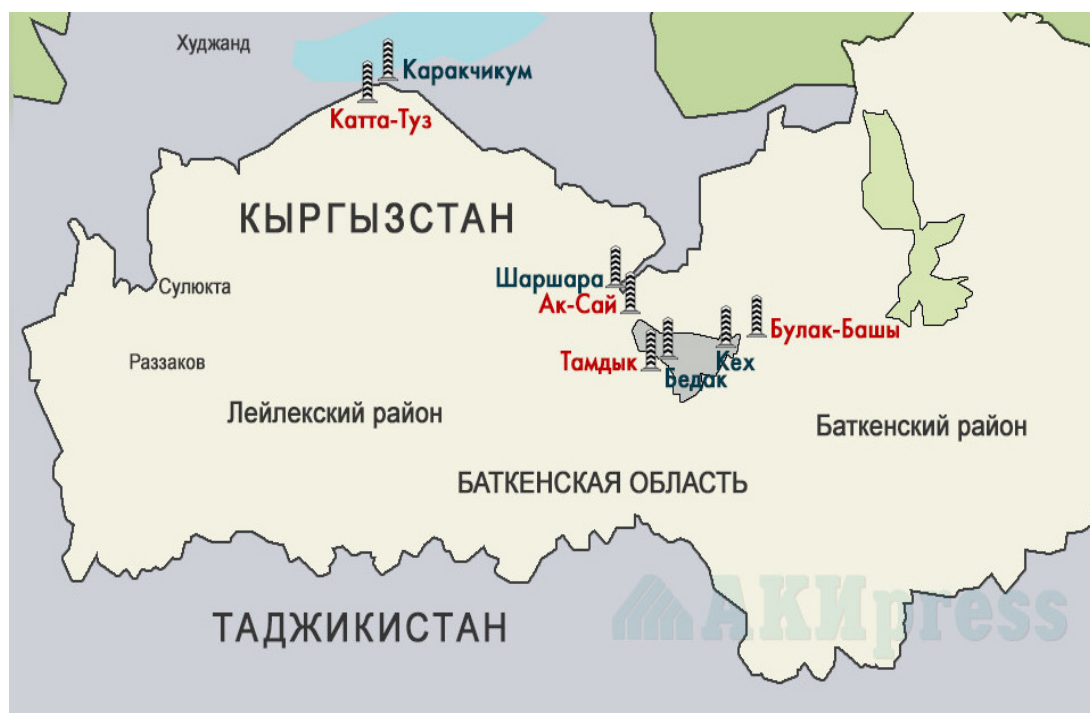 Худжанд
Каракчикум
Катта-Туз
КЫРГЫЗСТАН
Шаршара
Сулюкта
Ак-Сай
Булак-Башы
Тамдык
Кех
Бедак
Раззаков
Лейлекский район
Баткенский район
БАТКЕНСКАЯ ОБЛАСТЬ
АКИpress
ТАДЖИКИСТАН